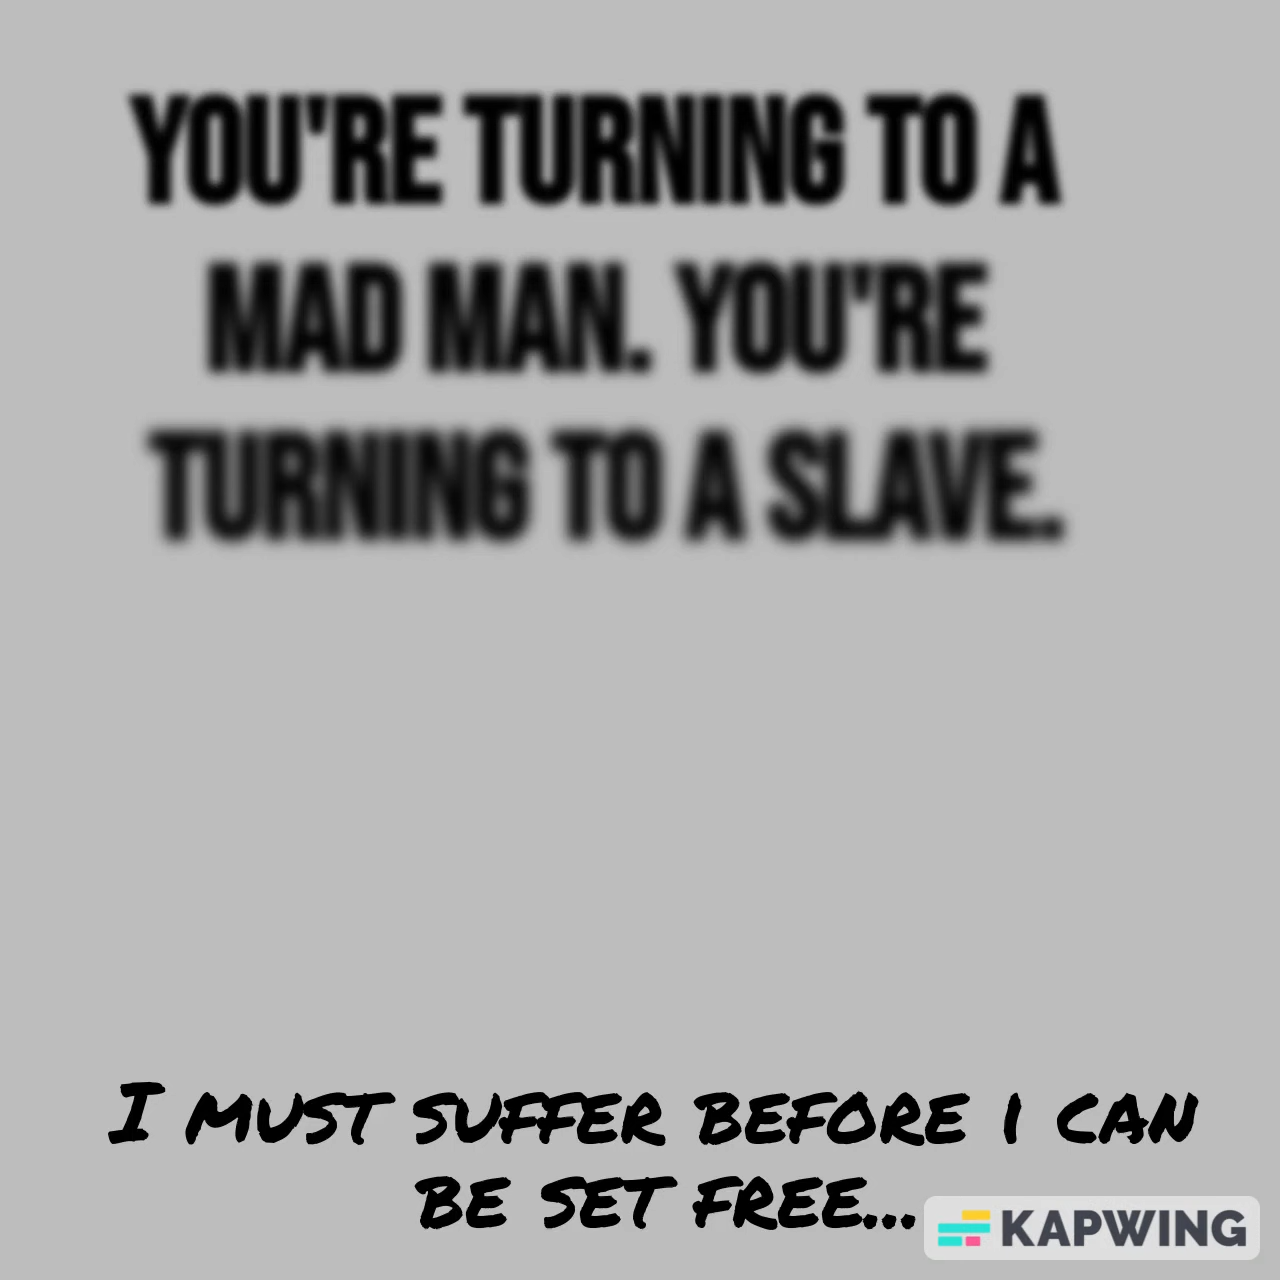 YOU'RE TURNING TO A
MAD MAN. YOU'RE
TURNING TO A SLAVE.
I MUST SUFFER BEFORE I CAN
BE SET FREE...
KAPWING